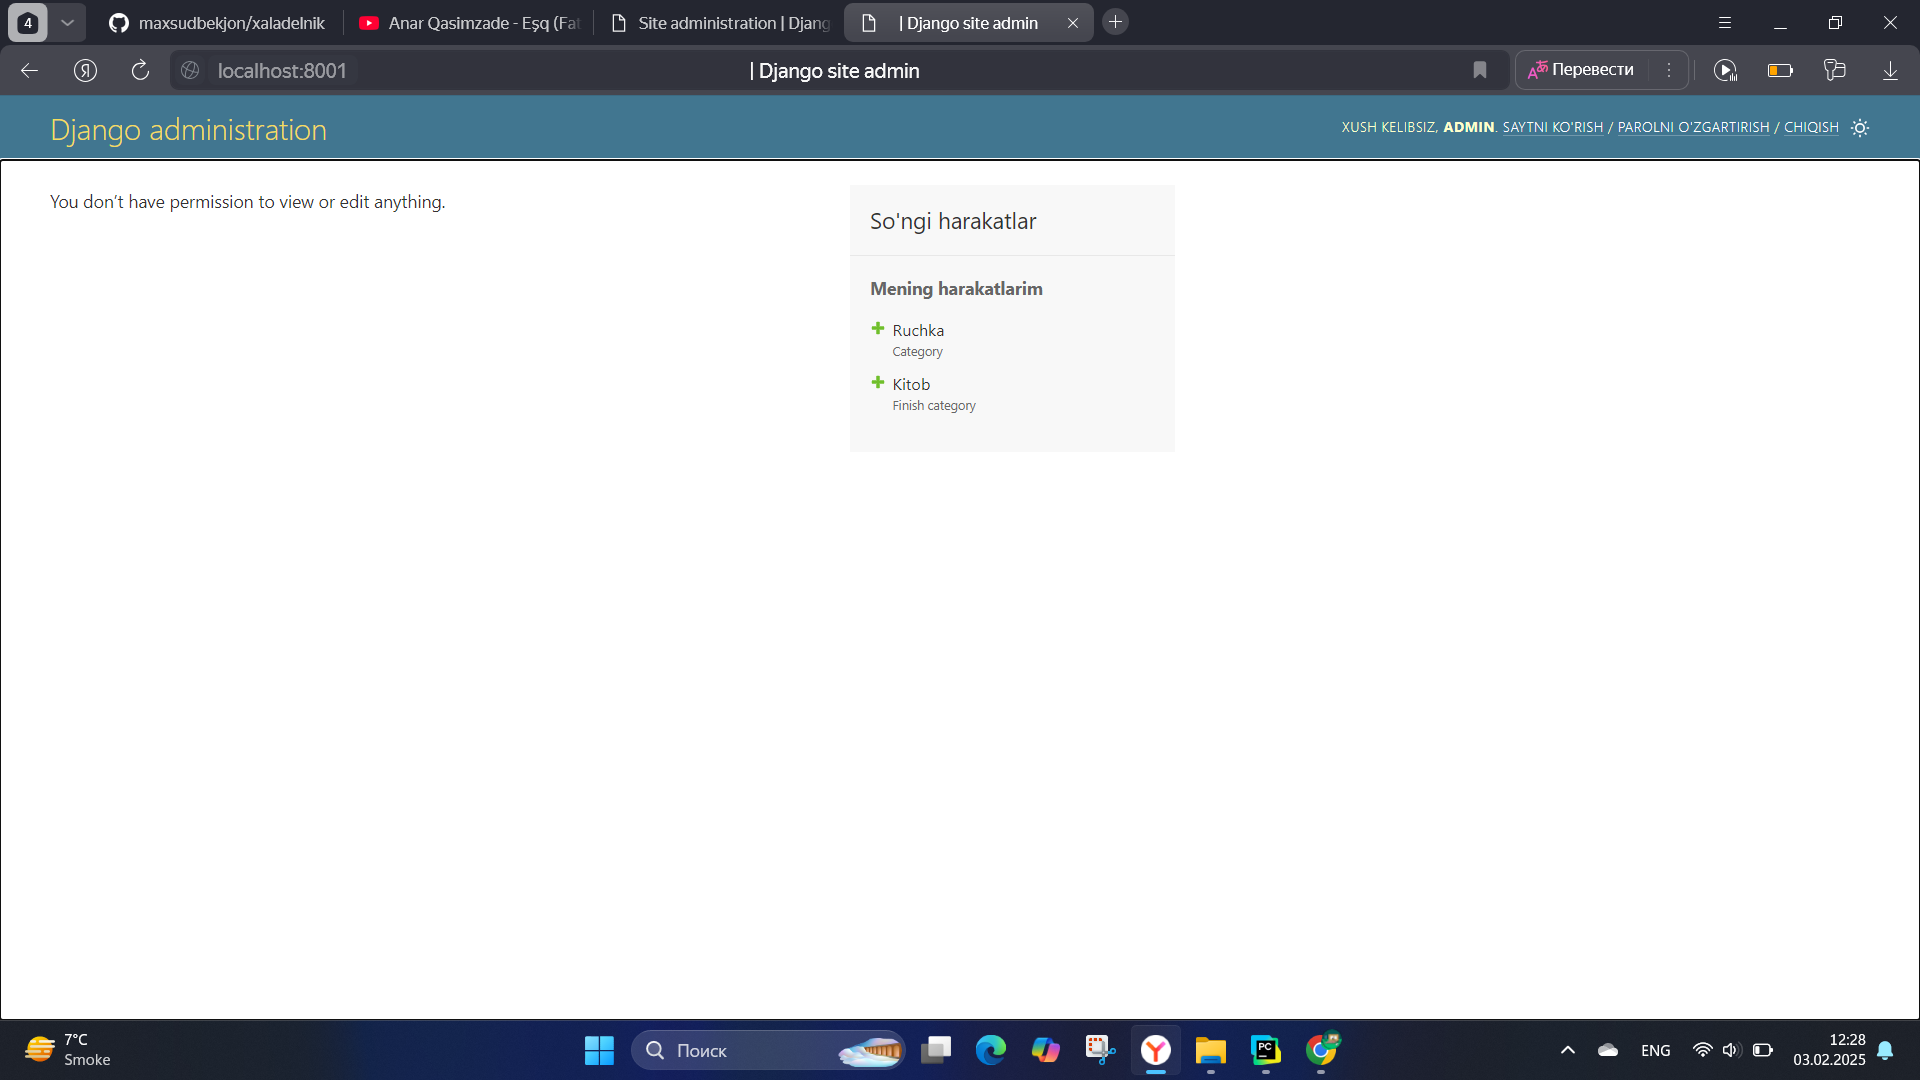 4
maxsudbekjon/xaladelnik
Anar Qasimzade - Eşq (Fat
Site administration | Djang
| Django site admin
localhost:8001
| Django site admin
Перевести
Django administration
XUSH KELIBSIZ, ADMIN. SAYTNI KO'RISH / PAROLNI O'ZGARTIRISH / CHIQISH
You don’t have permission to view or edit anything.
So'ngi harakatlar
Mening harakatlarim
Ruchka
Category
Kitob
Finish category
7°C
Smoke
Поиск
PC
ENG
12:28
03.02.2025